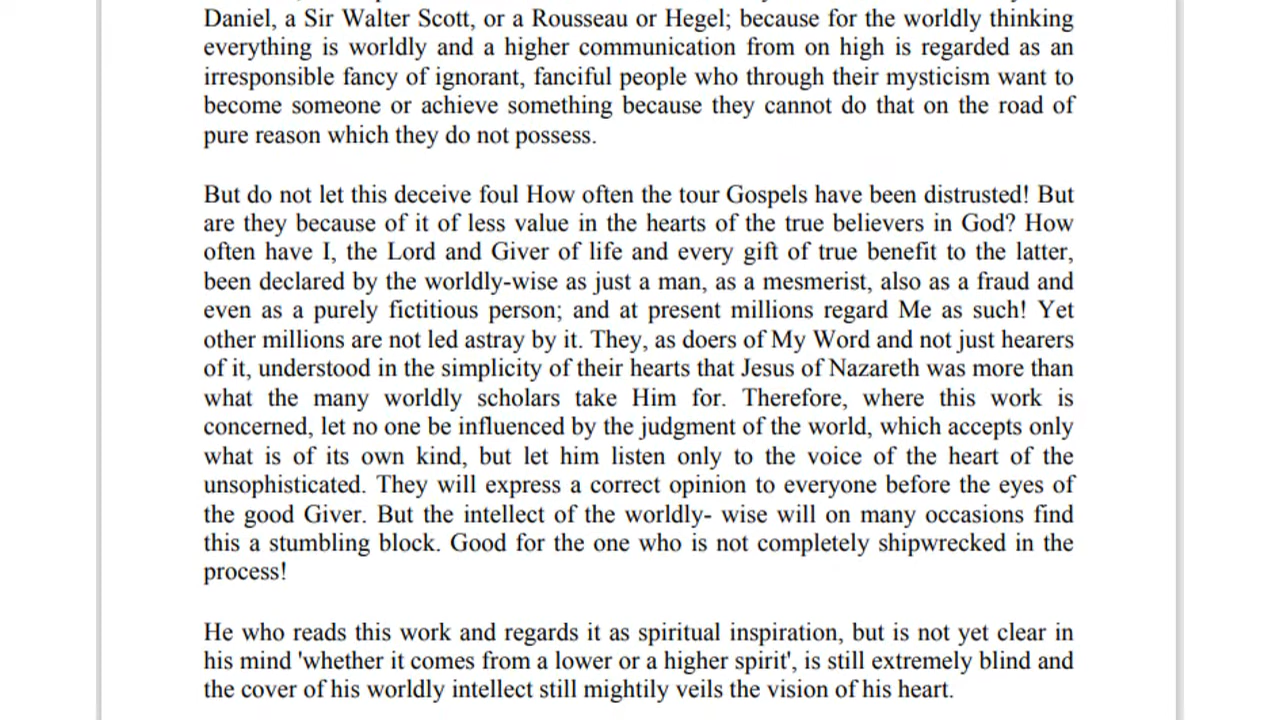 Daniel, a Sir Walter Scott, or a Rousseau or Hegel; because for the worldly thinking
everything is worldly and a higher communication from on high is regarded as an
irresponsible fancy of ignorant, fanciful people who through their mysticism want to
become someone or achieve something because they cannot do that on the road of
pure reason which they do not possess.
But do not let this deceive foul How often the tour Gospels have been distrusted! But
are they because of it of less value in the hearts of the true believers in God? How
often have I, the Lord and Giver of life and every gift of true benefit to the latter,
been declared by the worldly-wise as just a man, as a mesmerist, also as a fraud and
even as a purely fictitious person; and at present millions regard Me as such! Yet
other millions are not led astray by it. They, as doers of My Word and not just hearers
of it, understood in the simplicity of their hearts that Jesus of Nazareth was more than
what the many worldly scholars take Him for. Therefore, where this work is
concerned, let no one be influenced by the judgment of the world, which accepts only
what is of its own kind, but let him listen only to the voice of the heart of the
unsophisticated. They will express a correct opinion to everyone before the eyes of
the good Giver. But the intellect of the worldly- wise will on many occasions find
this a stumbling block. Good for the one who is not completely shipwrecked in the
process!
He who reads this work and regards it as spiritual inspiration, but is not yet clear in
his mind 'whether it comes from a lower or a higher spirit', is still extremely blind and
the cover of his worldly intellect still mightily veils the vision of his heart.